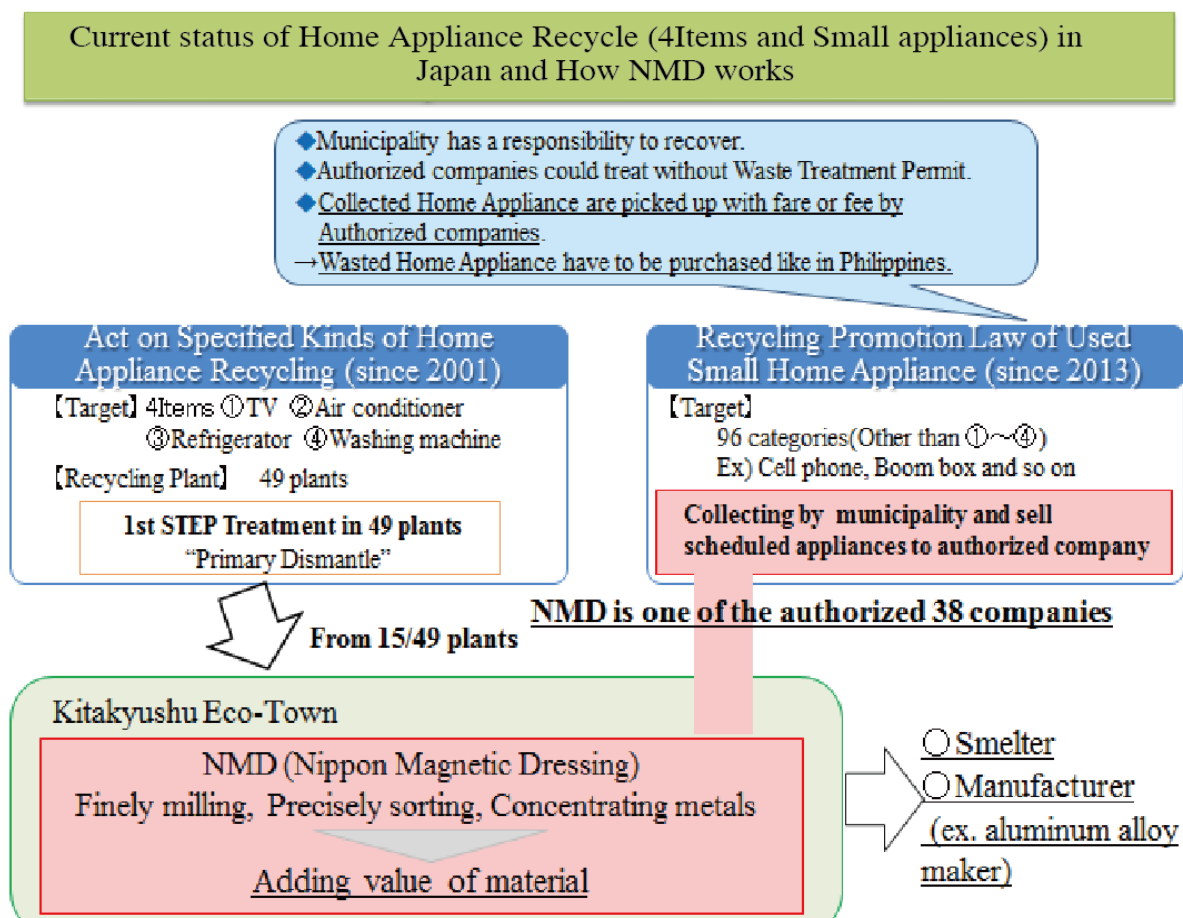 Current status of Home Appliance Recycle (4Items and Small appliances) in
Japan and How NMD works
◆Municipality has a responsibility to recover.
◆Authorized companies could treat without Waste Treatment Permit.
◆Collected Home Appliance are picked up with fare or fee by
Authorized companies.
→Wasted Home Appliance have to be purchased like in Philippines.
Act on Specified Kinds of Home
Appliance Recycling (since 2001)
【Target】4Items ①TV ②Air conditioner
③Refrigerator ④Washing machine
【Recycling Plant】 49 plants
1st STEP Treatment in 49 plants
“Primary Dismantle”
Recycling Promotion Law of Used
Small Home Appliance (since 2013)
【Target】
96 categories(Other than ①～④)
Ex) Cell phone, Boom box and so on
Collecting by municipality and sell
scheduled appliances to authorized company
NMD is one of the authorized 38 companies
From 15/49 plants
Kitakyushu Eco-Town
NMD (Nippon Magnetic Dressing)
Finely milling, Precisely sorting, Concentrating metals
Adding value of material
○Smelter
○Manufacturer
(ex. aluminum alloy
maker)